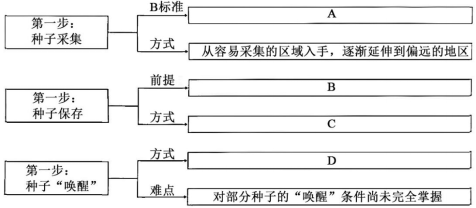 第一步：
种子采集
B标准
A
方式
从容易采集的区域入手，逐渐延伸到偏远的地区
第一步：
种子保存
前提
B
方式
C
第一步：
种子“唤醒”
方式
D
难点
对部分种子的“唤醒”条件尚未完全掌握